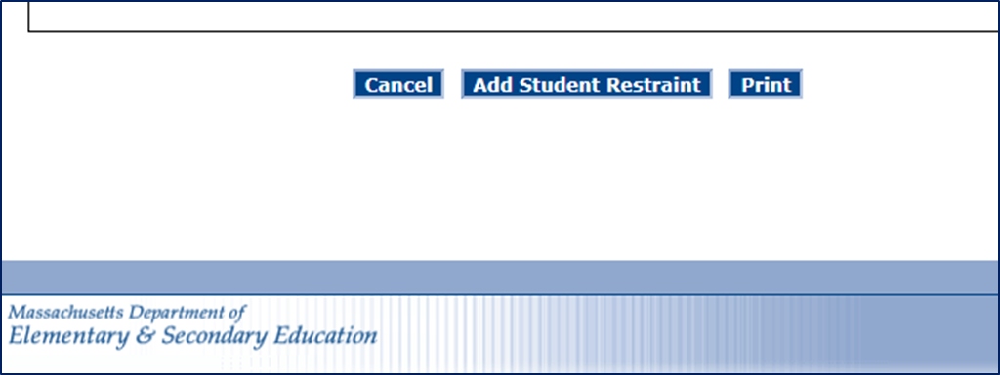 Cancel Add Student Restraint Print
Massachusetts Department of
Elementary & Secondary Education